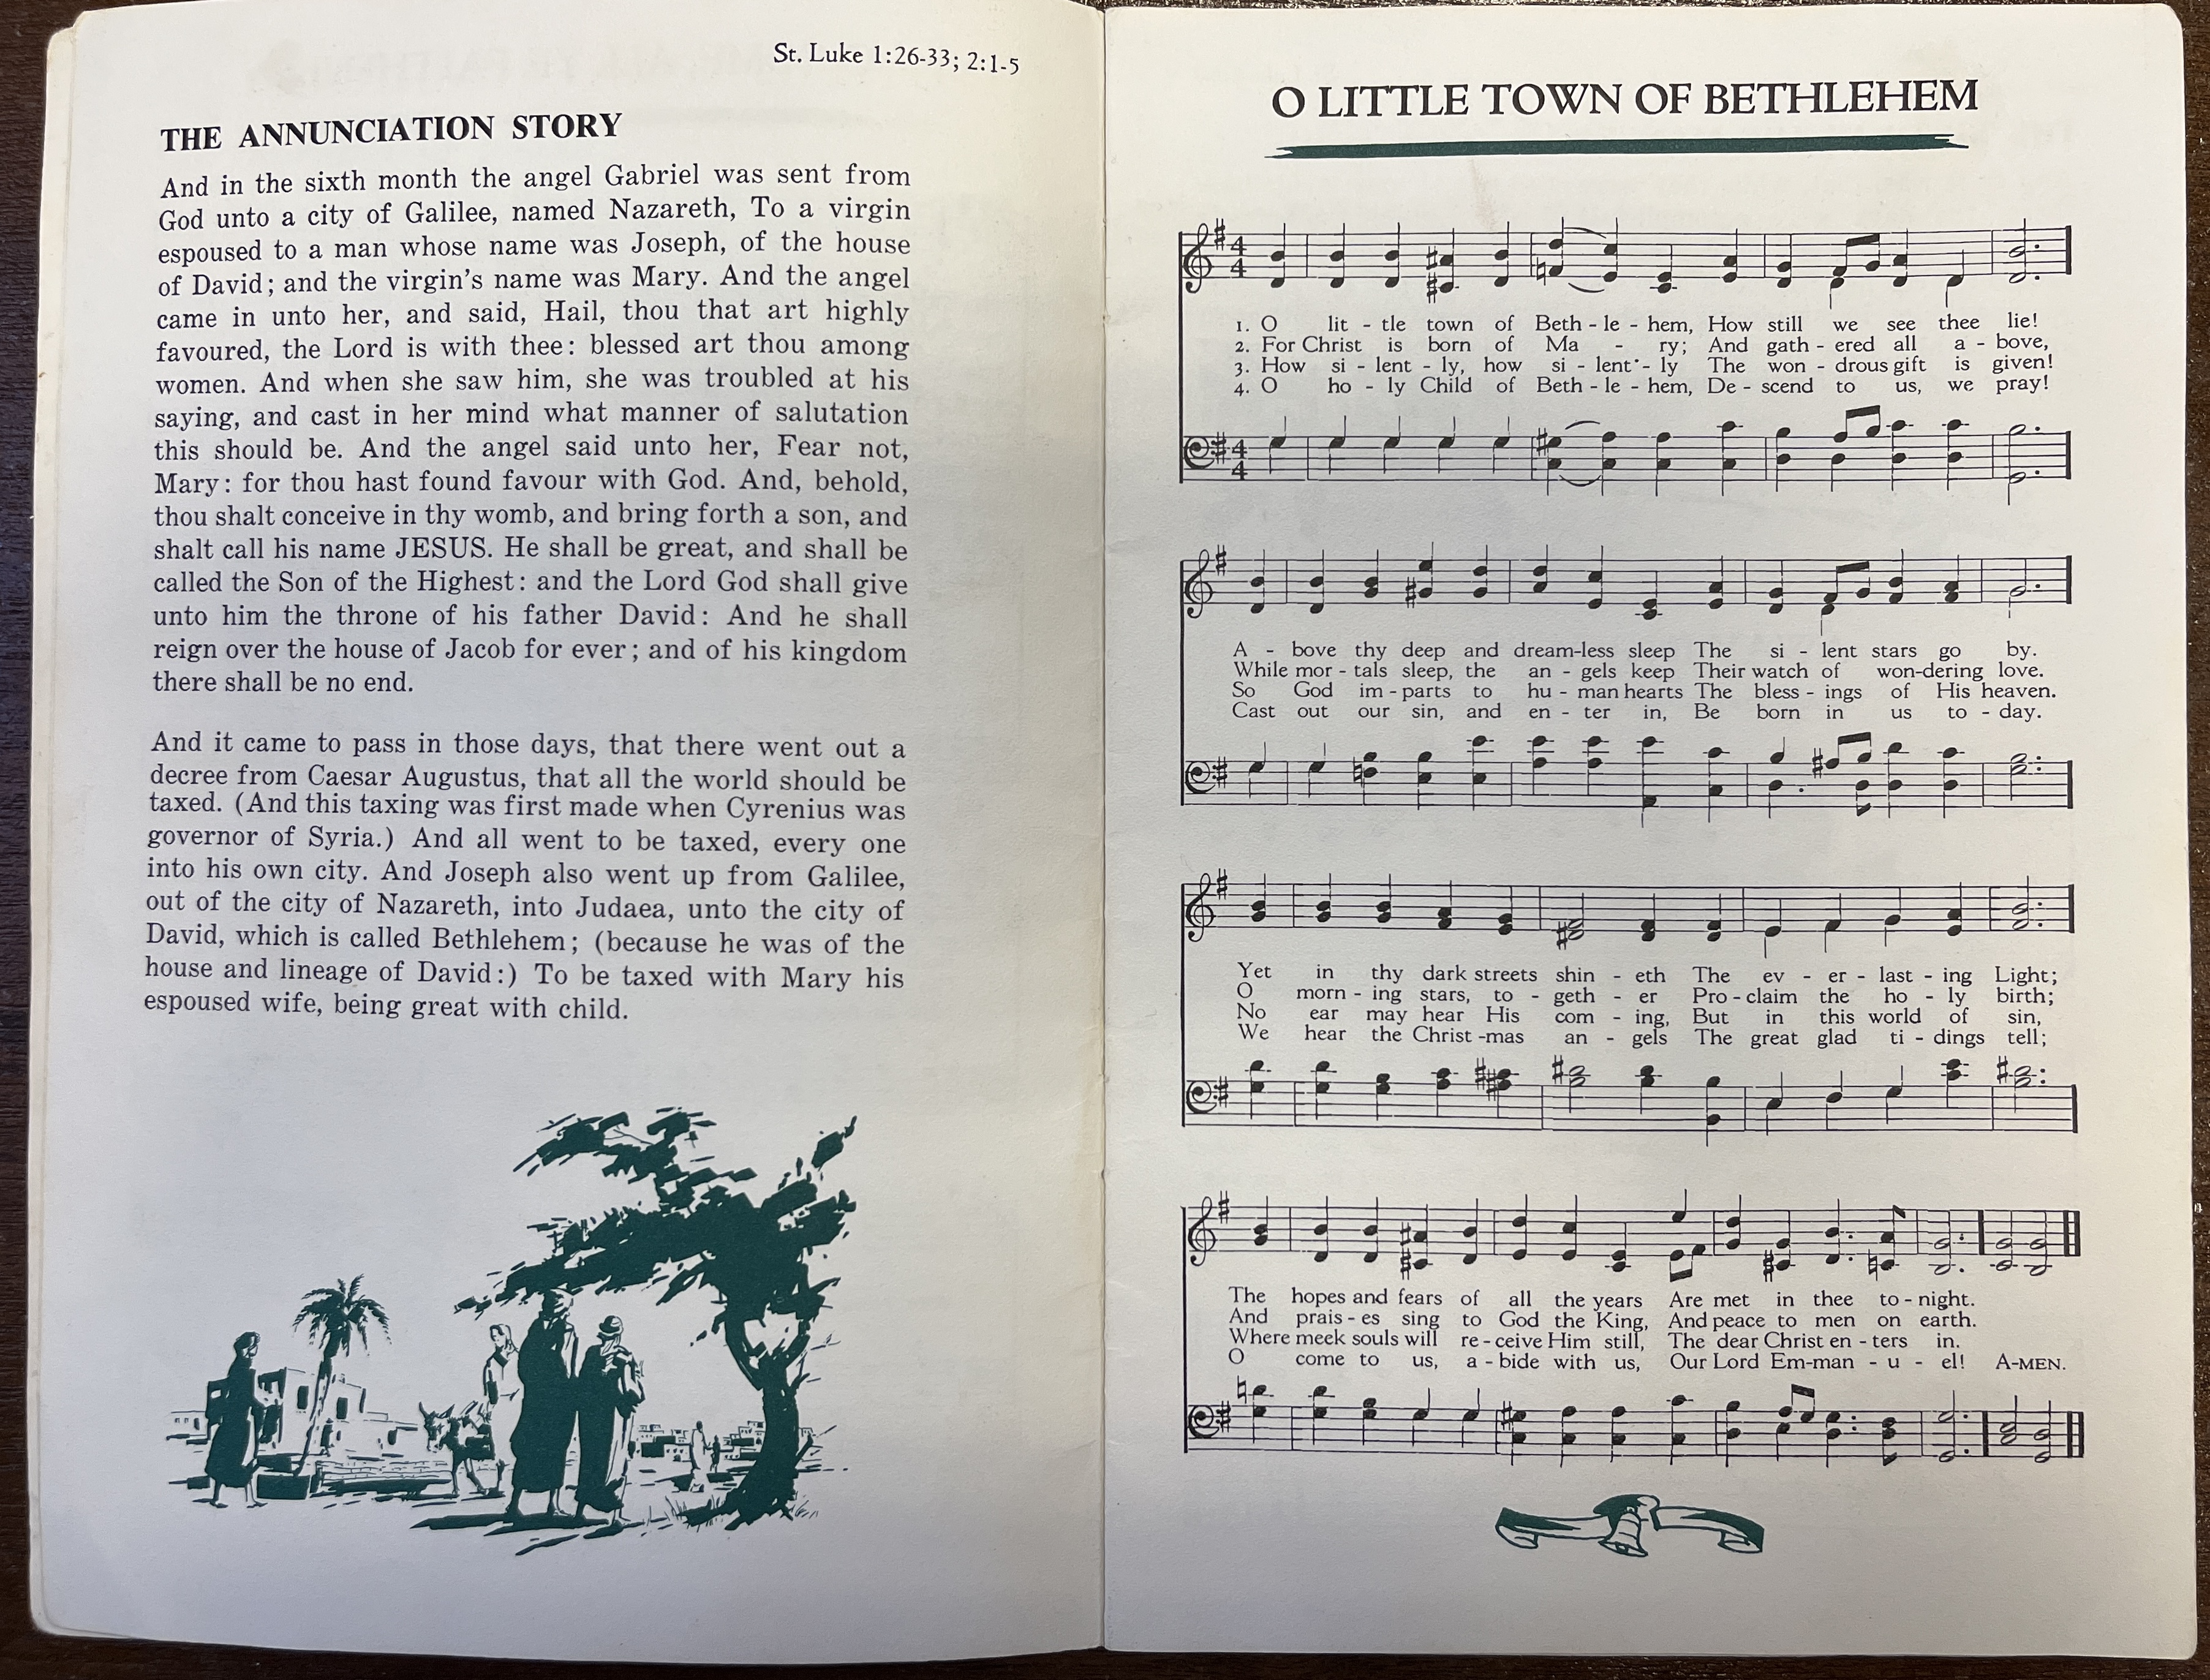 St. Luke 1:26-33; 2:1-5
THE ANNUNCIATION STORY
And in the sixth month the angel Gabriel was sent from
God unto a city of Galilee, named Nazareth, To a virgin
espoused to a man whose name was Joseph, of the house
of David; and the virgin's name was Mary. And the angel
came in unto her, and said, Hail, thou that art highly
favoured, the Lord is with thee: blessed art thou among
women. And when she saw him, she was troubled at his
saying, and cast in her mind what manner of salutation
this should be. And the angel said unto her, Fear not,
Mary: for thou hast found favour with God. And, behold,
thou shalt conceive in thy womb, and bring forth a son, and
shalt call his name JESUS. He shall be great, and shall be
called the Son of the Highest: and the Lord God shall give
unto him the throne of his father David: And he shall
reign over the house of Jacob for ever; and of his kingdom
there shall be no end.
And it came to pass in those days, that there went out a
decree from Caesar Augustus, that all the world should be
taxed. (And this taxing was first made when Cyrenius was
governor of Syria.) And all went to be taxed, every one
into his own city. And Joseph also went up from Galilee,
out of the city of Nazareth, into Judaea, unto the city of
David, which is called Bethlehem; (because he was of the
house and lineage of David:) To be taxed with Mary his
espoused wife, being great with child.
O LITTLE TOWN OF BETHLEHEM
4
4
1. O lit - tle town of Beth - le - hem, How still we see thee lie!
2. For Christ is born of Ma - ry; And gath - ered all a - bove,
3. How si - lent - ly, how si - lent - ly The won - drous gift is given!
4. O ho - ly Child of Beth - le - hem, De - scend to us, we pray!
4
4
A - bove thy deep and dream-less sleep The si - lent stars go by.
While mor - tals sleep, the an - gels keep Their watch of won-dering love.
So God im - parts to hu - man hearts The bless - ings of His heaven.
Cast out our sin, and en - ter in, Be born in us to - day.
Yet in thy dark streets shin - eth The ev - er - last - ing Light;
O morn - ing stars, to - geth - er Pro - claim the ho - ly birth;
No ear may hear His com - ing, But in this world of sin,
We hear the Christ -mas an - gels The great glad ti - dings tell;
The hopes and fears of all the years Are met in thee to - night.
And prais - es sing to God the King, And peace to men on earth.
Where meek souls will re - ceive Him still, The dear Christ en - ters in.
O come to us, a - bide with us, Our Lord Em-man - u - el! A-MEN.